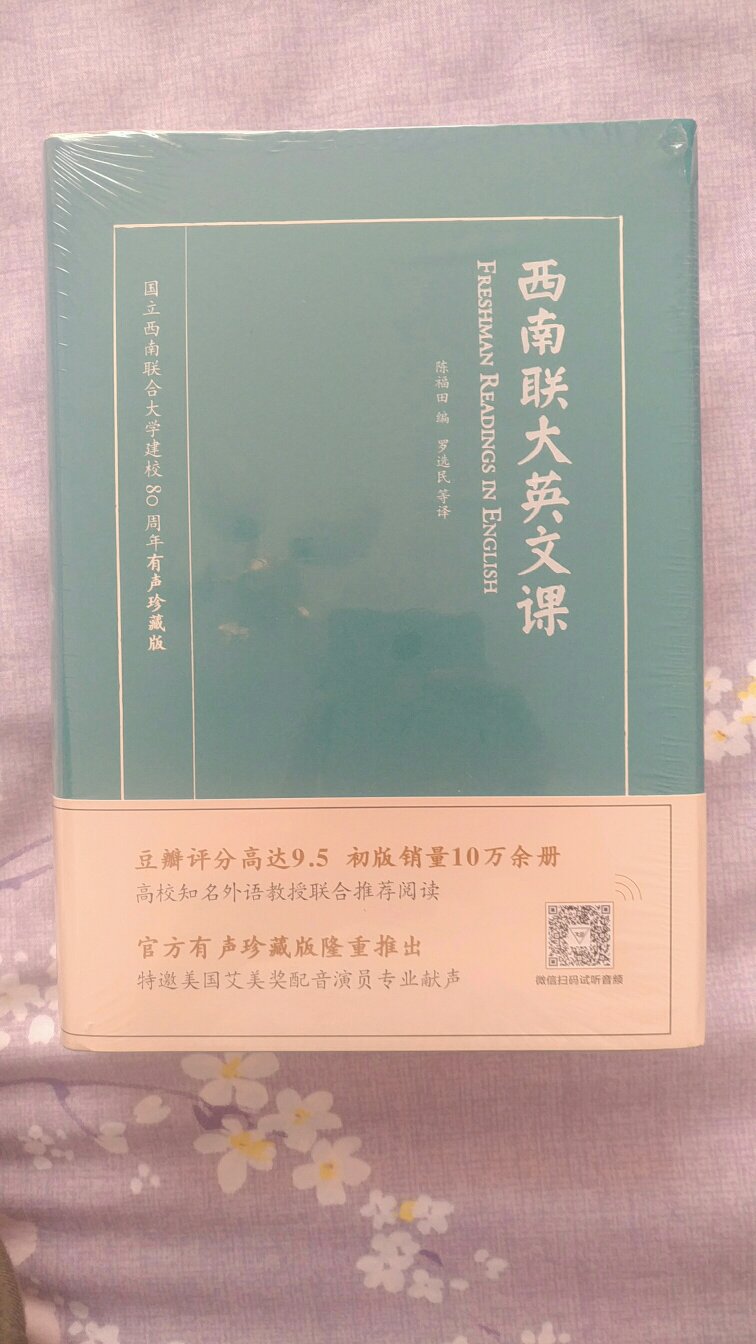 西南联大英文课
FRESHMAN READINGS IN ENGLISH
陈福田 编 罗选民 等译
国立西南联合大学建校80周年有声珍藏版
豆瓣评分高达9.5 初版销量10万余册
高校知名外语教授联合推荐阅读
官方有声珍藏版隆重推出
特邀美国艾美奖配音演员专业献声
微信扫码试听音频